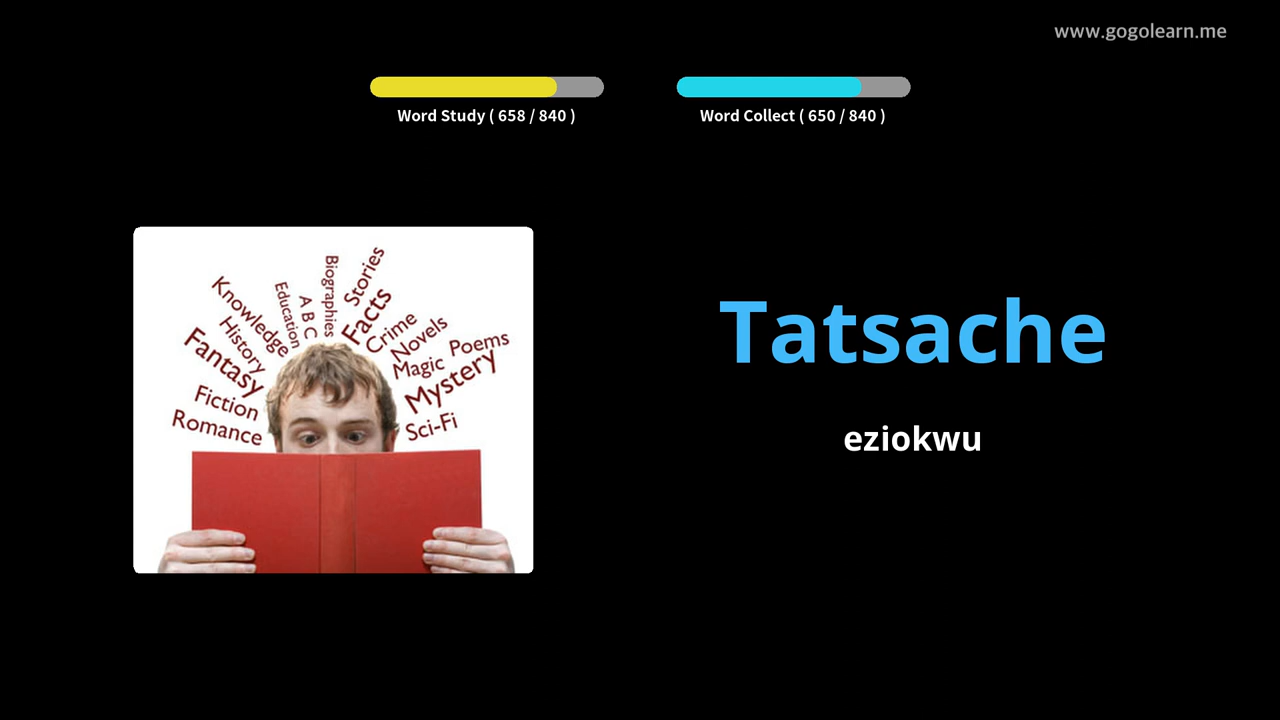 www.gogolearn.me
Word Study ( 658 / 840 )
Word Collect ( 650 / 840 )
Tatsache
eziokwu
Biographies
Stories
Education
A B C
Facts
Knowledge
Crime
History
Novels
Fantasy
Magic
Poems
Mystery
Fiction
Romance
Sci-Fi